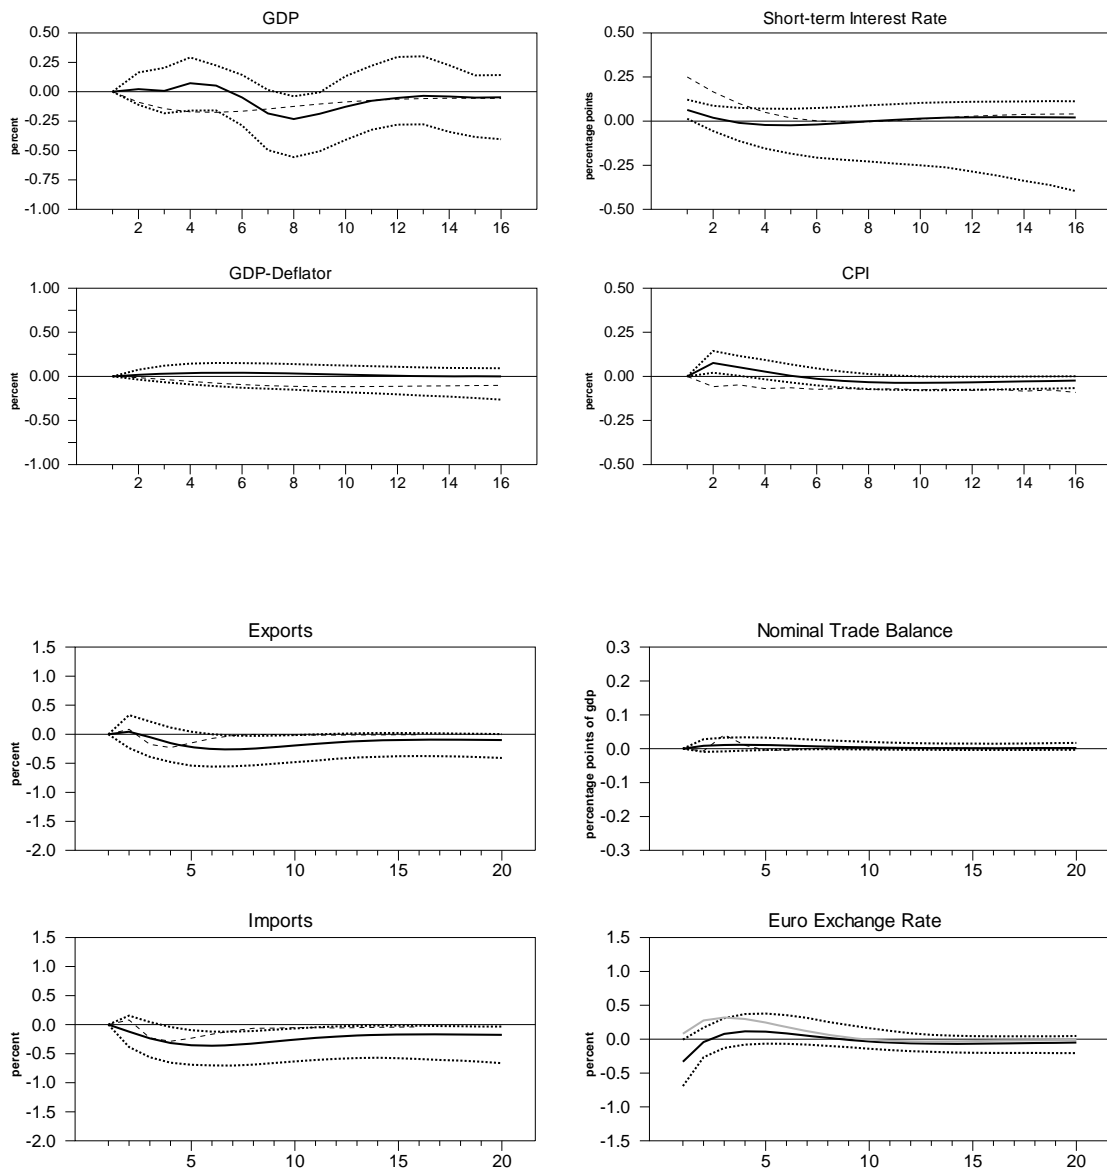 GDP
percent
0.50
0.25
0.00
-0.25
-0.50
-0.75
-1.00
2 4 6 8 10 12 14 16
Short-term Interest Rate
percentage points
0.50
0.25
0.00
-0.25
-0.50
2 4 6 8 10 12 14 16
GDP-Deflator
percent
1.00
0.50
0.00
-0.50
-1.00
2 4 6 8 10 12 14 16
CPI
percent
0.50
0.25
0.00
-0.25
-0.50
2 4 6 8 10 12 14 16
Exports
percent
1.5
1.0
0.5
0.0
-0.5
-1.0
-1.5
-2.0
5 10 15 20
Nominal Trade Balance
percentage points of gdp
0.3
0.2
0.1
0.0
-0.1
-0.2
-0.3
5 10 15 20
Imports
percent
1.5
1.0
0.5
0.0
-0.5
-1.0
-1.5
-2.0
5 10 15 20
Euro Exchange Rate
percent
1.5
1.0
0.5
0.0
-0.5
-1.0
-1.5
5 10 15 20